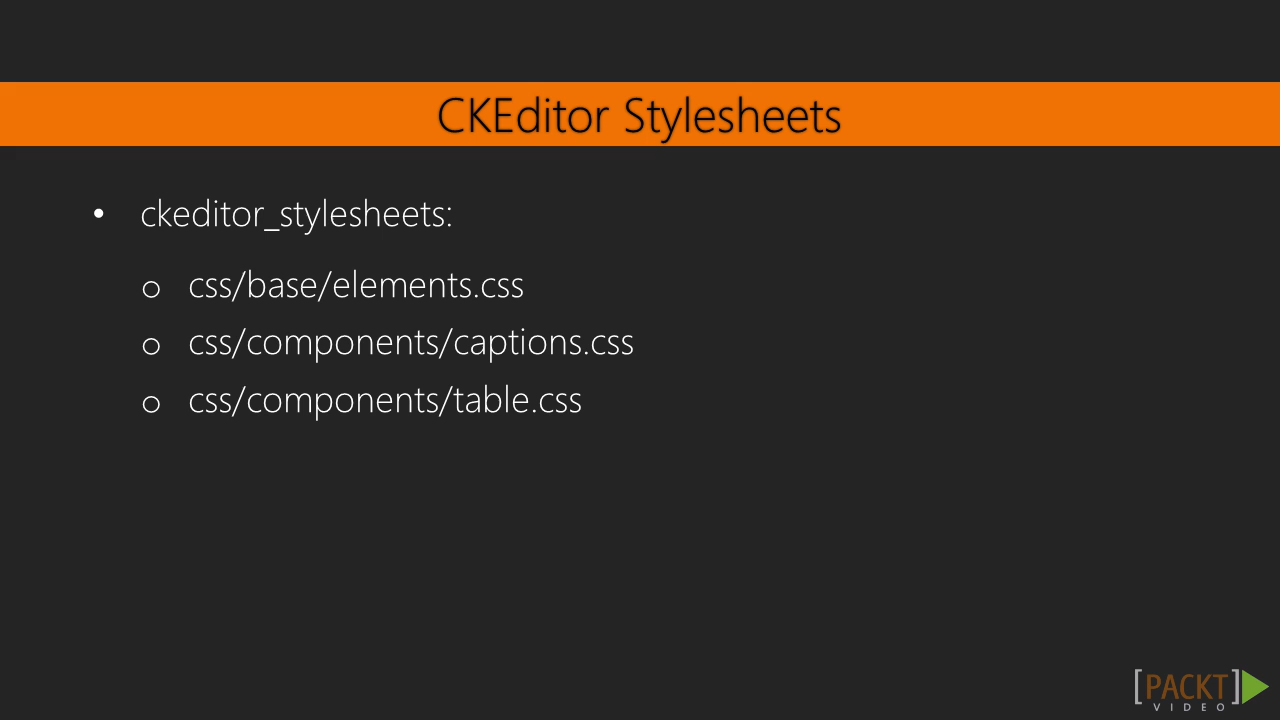 CKEditor Stylesheets
• ckeditor_stylesheets:
o css/base/elements.css
o css/components/captions.css
o css/components/table.css
[PACKT]
VIDEO